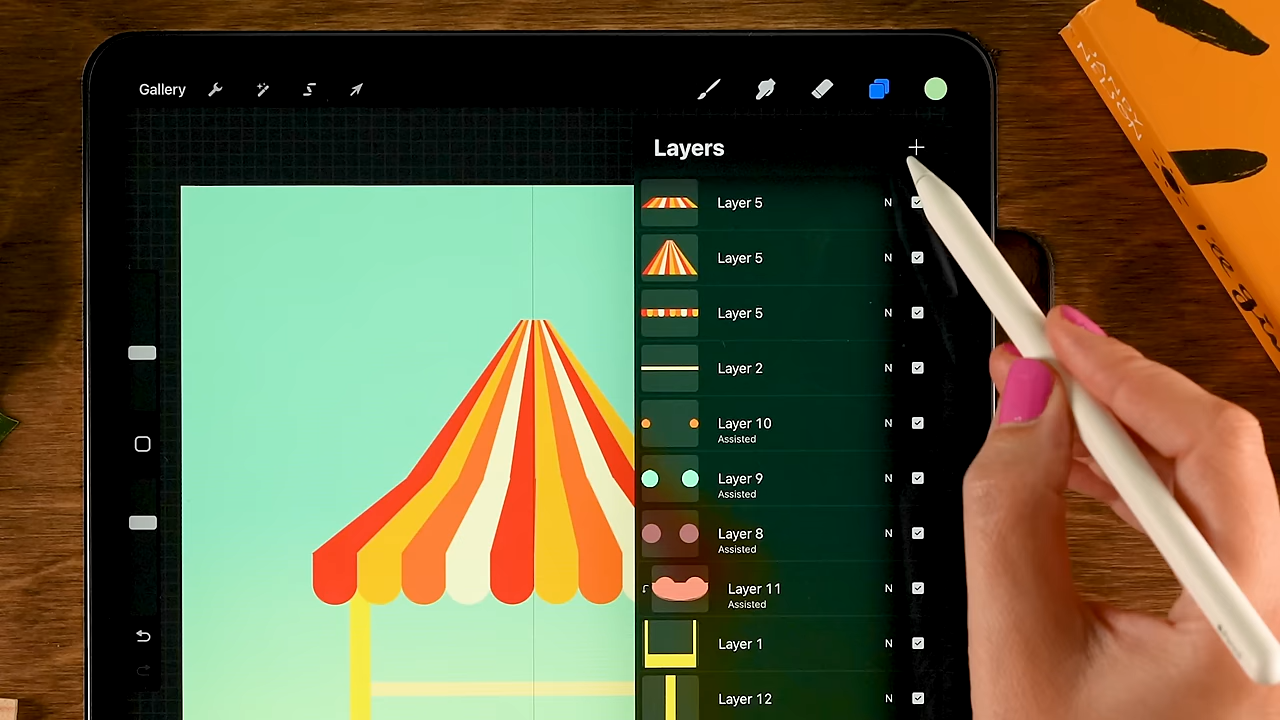 Gallery
Layers
Layer 5
N
Layer 5
N
Layer 5
N
Layer 2
N
Layer 10
Assisted
N
Layer 9
Assisted
N
Layer 8
Assisted
N
Layer 11
Assisted
N
Layer 1
N
Layer 12
N